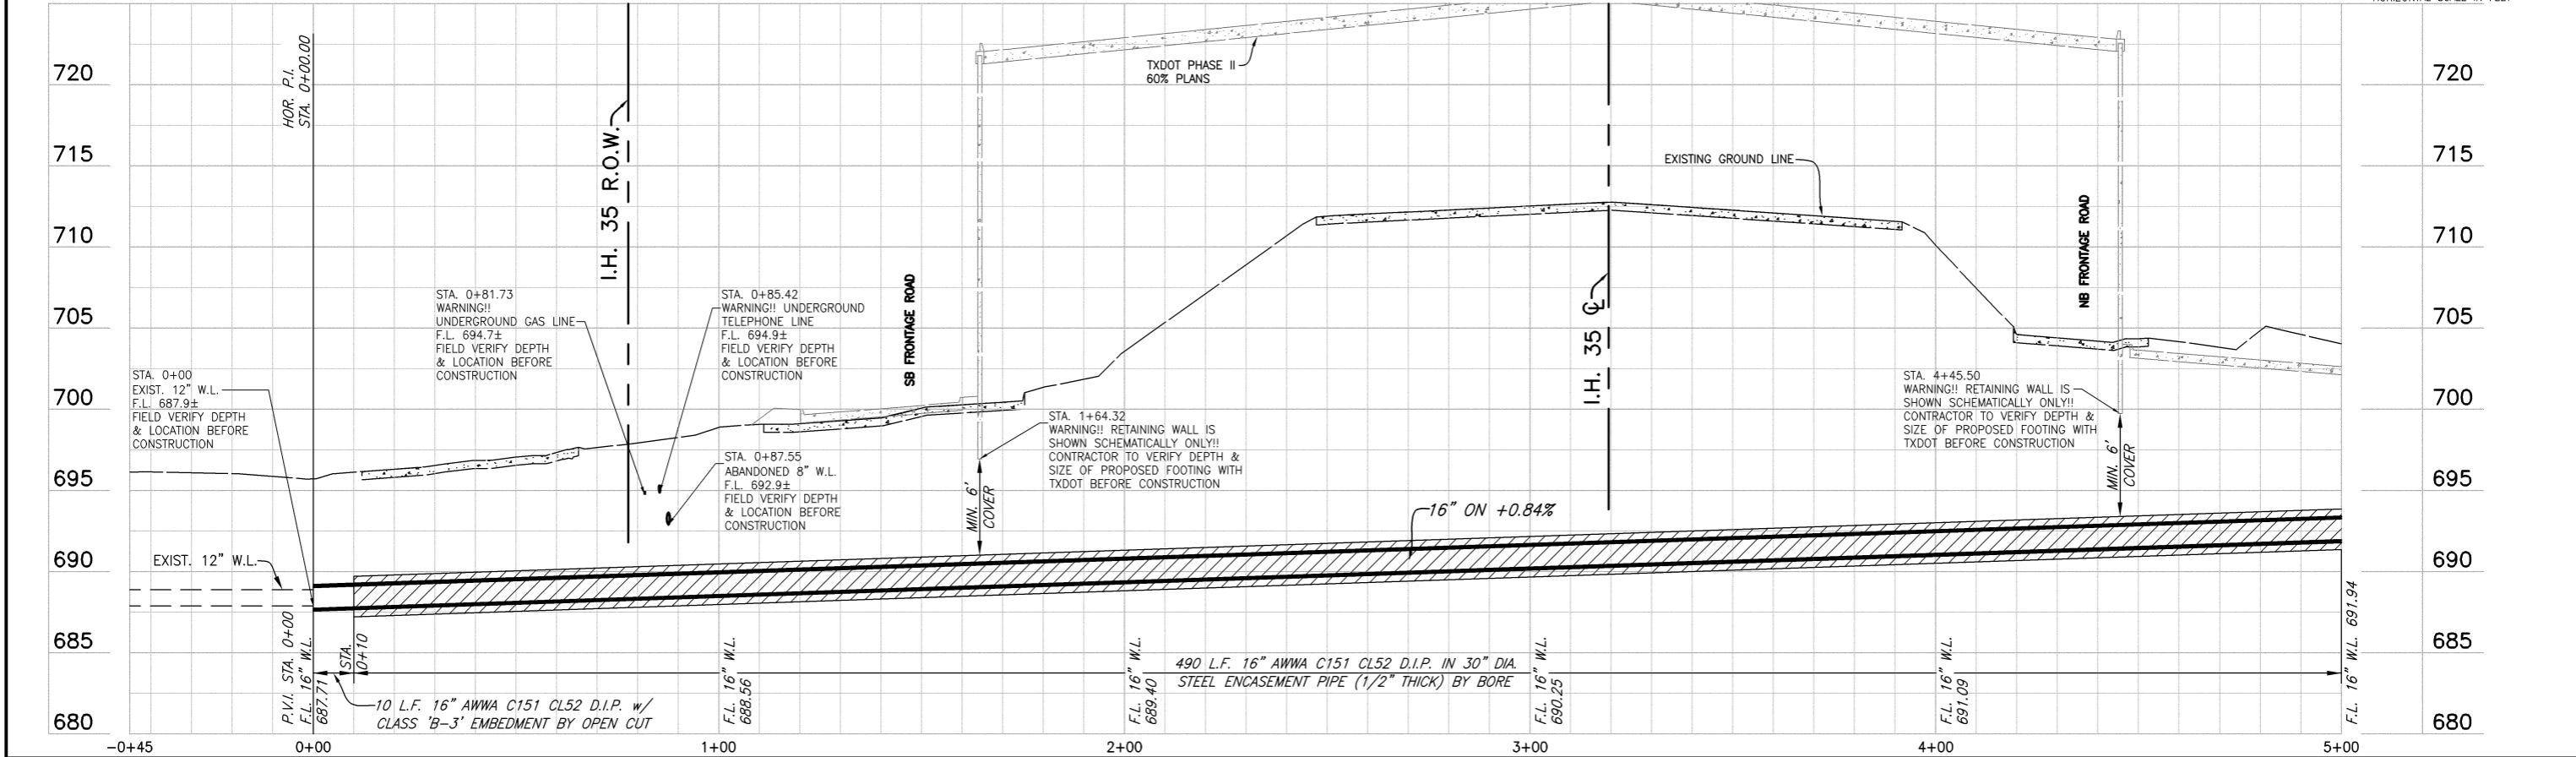 HORIZONTAL SCALE IN FEET
720
715
710
705
700
695
690
685
680
720
715
710
705
700
695
690
685
680
HOR. P.I.
STA. 0+00.00
I.H. 35 R.O.W.
TXDOT PHASE II
60% PLANS
EXISTING GROUND LINE
SB FRONTAGE ROAD
NB FRONTAGE ROAD
I.H. 35 ℄
STA. 0+81.73
WARNING!!
UNDERGROUND GAS LINE
F.L. 694.7±
FIELD VERIFY DEPTH
& LOCATION BEFORE
CONSTRUCTION
STA. 0+85.42
WARNING!! UNDERGROUND
TELEPHONE LINE
F.L. 694.9±
FIELD VERIFY DEPTH
& LOCATION BEFORE
CONSTRUCTION
STA. 0+00
EXIST. 12" W.L.
F.L. 687.9±
FIELD VERIFY DEPTH
& LOCATION BEFORE
CONSTRUCTION
STA. 0+87.55
ABANDONED 8" W.L.
F.L. 692.9±
FIELD VERIFY DEPTH
& LOCATION BEFORE
CONSTRUCTION
STA. 1+64.32
WARNING!! RETAINING WALL IS
SHOWN SCHEMATICALLY ONLY!!
CONTRACTOR TO VERIFY DEPTH &
SIZE OF PROPOSED FOOTING WITH
TXDOT BEFORE CONSTRUCTION
STA. 4+45.50
WARNING!! RETAINING WALL IS
SHOWN SCHEMATICALLY ONLY!!
CONTRACTOR TO VERIFY DEPTH &
SIZE OF PROPOSED FOOTING WITH
TXDOT BEFORE CONSTRUCTION
MIN. 6'
COVER
MIN. 6'
COVER
16" ON +0.84%
EXIST. 12" W.L.
P.V.I. STA. 0+00
F.L. 16" W.L.
687.71
STA.
0+10
10 L.F. 16" AWWA C151 CL52 D.I.P. w/
CLASS 'B-3' EMBEDMENT BY OPEN CUT
F.L. 16" W.L.
688.56
F.L. 16" W.L.
689.40
490 L.F. 16" AWWA C151 CL52 D.I.P. IN 30" DIA.
STEEL ENCASEMENT PIPE (1/2" THICK) BY BORE
F.L. 16" W.L.
690.25
F.L. 16" W.L.
691.09
F.L. 16" W.L. 691.94
-0+45
0+00
1+00
2+00
3+00
4+00
5+00